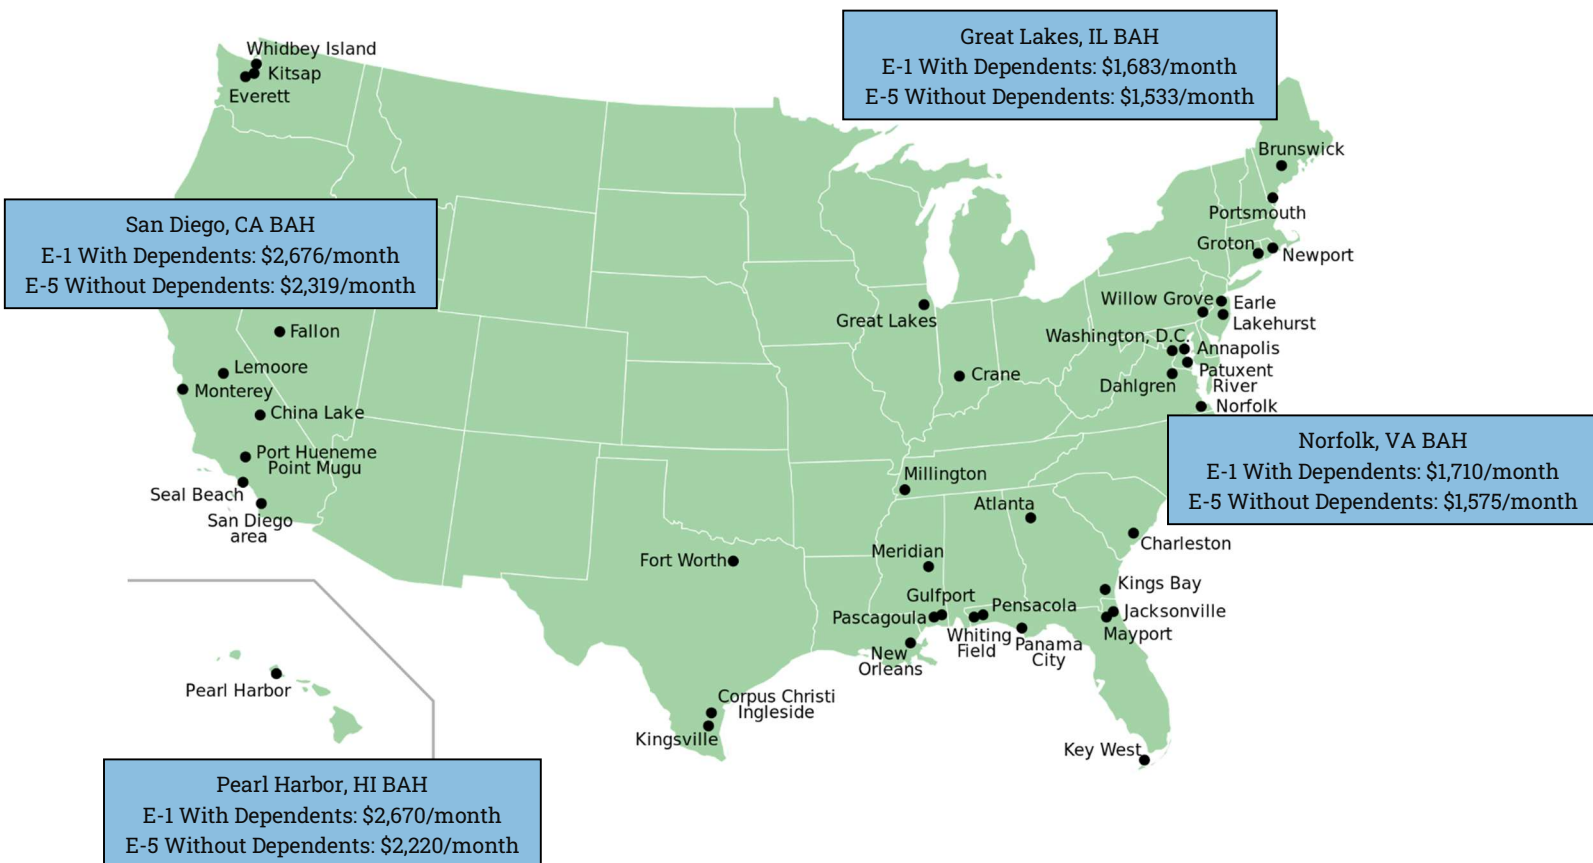 Great Lakes, IL BAH
E-1 With Dependents: $1,683/month
E-5 Without Dependents: $1,533/month
Whidbey Island
Kitsap
Everett
Brunswick
Portsmouth
Groton
Newport
San Diego, CA BAH
E-1 With Dependents: $2,676/month
E-5 Without Dependents: $2,319/month
Willow Grove
Earle
Lakehurst
Great Lakes
Fallon
Washington, D.C.
Annapolis
Patuxent
River
Dahlgren
Lemoore
Monterey
Crane
Norfolk
China Lake
Norfolk, VA BAH
E-1 With Dependents: $1,710/month
E-5 Without Dependents: $1,575/month
Port Hueneme
Point Mugu
Seal Beach
San Diego
area
Millington
Atlanta
Charleston
Fort Worth
Meridian
Kings Bay
Gulfport
Pensacola
Jacksonville
Pascagoula
Mayport
Whiting
Field
Panama
City
New
Orleans
Pearl Harbor
Corpus Christi
Ingleside
Kingsville
Key West
Pearl Harbor, HI BAH
E-1 With Dependents: $2,670/month
E-5 Without Dependents: $2,220/month